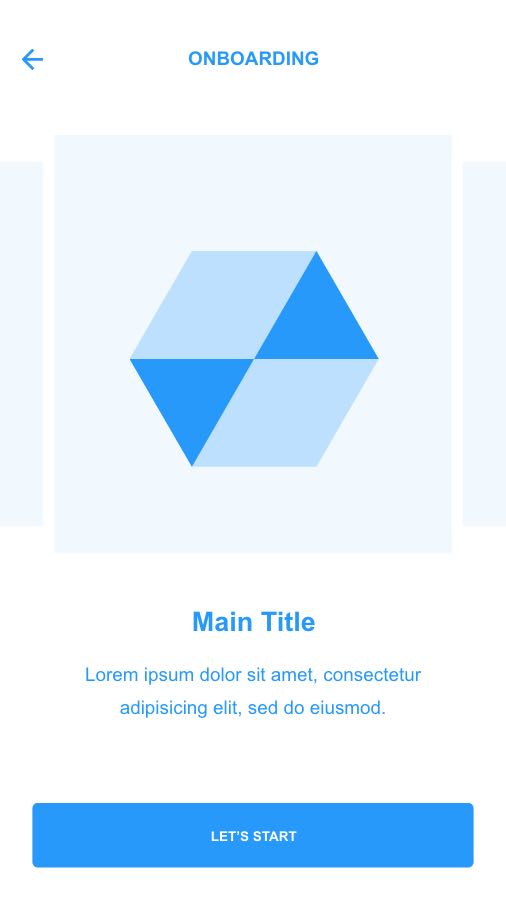 ONBOARDING
Main Title
Lorem ipsum dolor sit amet, consectetur
adipisicing elit, sed do eiusmod.
LET’S START